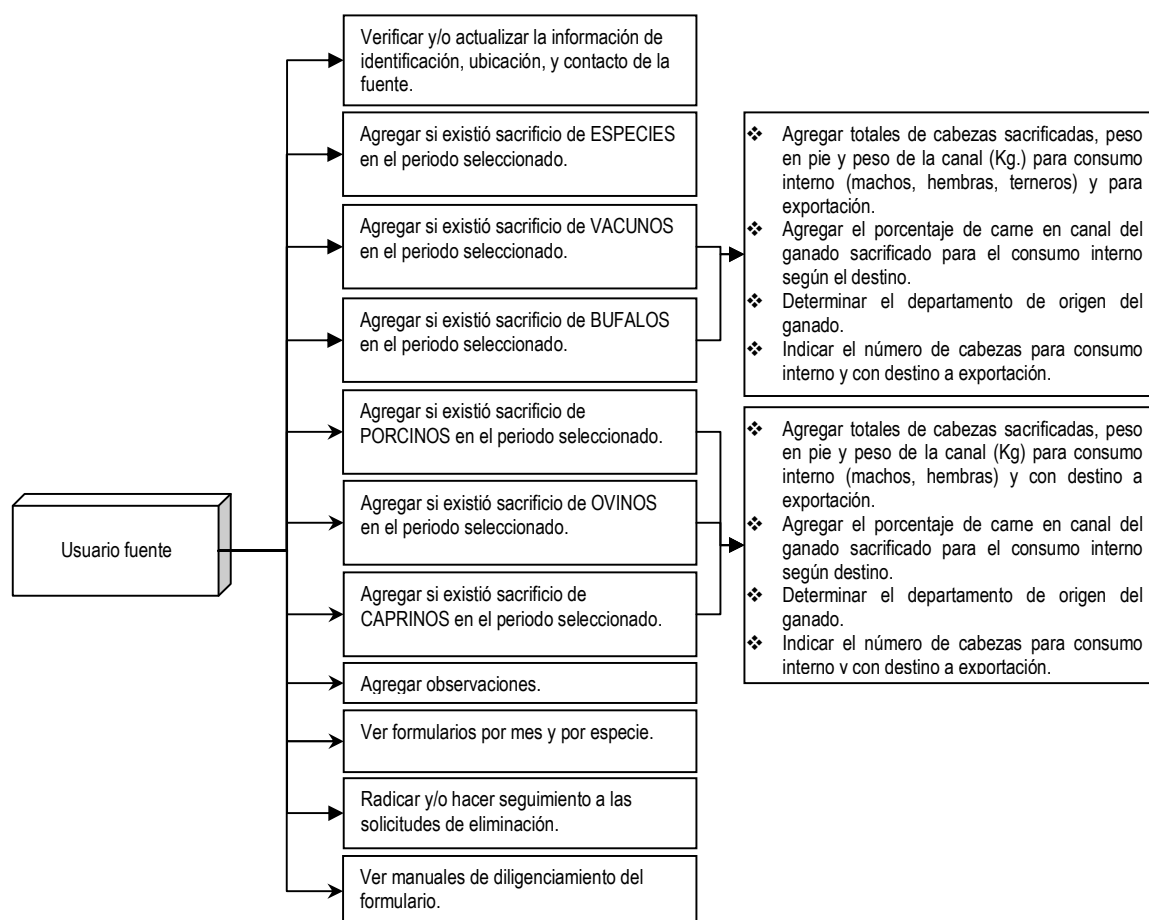 Verificar y/o actualizar la información de
identificación, ubicación, y contacto de la
fuente.
Agregar si existió sacrificio de ESPECIES
en el periodo seleccionado.
Agregar si existió sacrificio de VACUNOS
en el periodo seleccionado.
Agregar si existió sacrificio de BUFALOS
en el periodo seleccionado.
Agregar si existió sacrificio de
PORCINOS en el periodo seleccionado.
Usuario fuente
Agregar si existió sacrificio de OVINOS
en el periodo seleccionado.
Agregar si existió sacrificio de
CAPRINOS en el periodo seleccionado.
Agregar observaciones.
Ver formularios por mes y por especie.
Radicar y/o hacer seguimiento a las
solicitudes de eliminación.
Ver manuales de diligenciamiento del
formulario.
❖ Agregar totales de cabezas sacrificadas, peso
en pie y peso de la canal (Kg.) para consumo
interno (machos, hembras, terneros) y para
exportación.
❖ Agregar el porcentaje de carne en canal del
ganado sacrificado para el consumo interno
según el destino.
❖ Determinar el departamento de origen del
ganado.
❖ Indicar el número de cabezas para consumo
interno y con destino a exportación.
❖ Agregar totales de cabezas sacrificadas, peso
en pie y peso de la canal (Kg) para consumo
interno (machos, hembras) y con destino a
exportación.
❖ Agregar el porcentaje de carne en canal del
ganado sacrificado para el consumo interno
según destino.
❖ Determinar el departamento de origen del
ganado.
❖ Indicar el número de cabezas para consumo
interno y con destino a exportación.